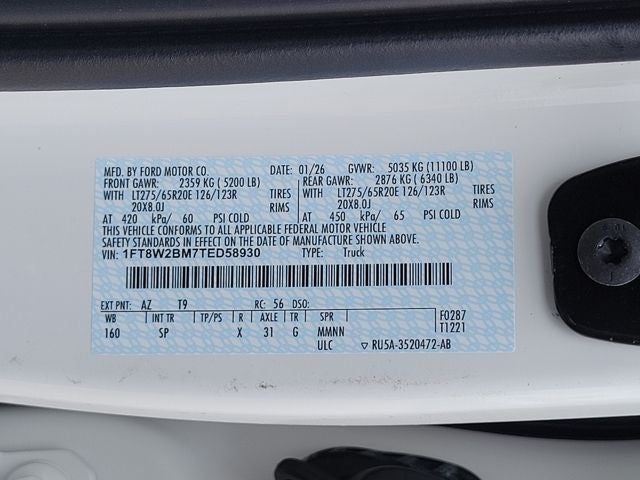 MFD. BY FORD MOTOR CO. DATE: 01/26 GVWR: 5035 KG (11100 LB)
FRONT GAWR: 2359 KG (5200 LB) REAR GAWR: 2876 KG (6340 LB)
WITH LT275/65R20E 126/123R TIRES WITH LT275/65R20E 126/123R TIRES
20X8.0J RIMS 20X8.0J RIMS
AT 420 kPa/ 60 PSI COLD AT 450 kPa/ 65 PSI COLD
THIS VEHICLE CONFORMS TO ALL APPLICABLE FEDERAL MOTOR VEHICLE
SAFETY STANDARDS IN EFFECT ON THE DATE OF MANUFACTURE SHOWN ABOVE.
VIN: 1FT8W2BM7TED58930 TYPE: Truck
EXT PNT: AZ T9 RC: 56 DSO:
WB INT TR TP/PS R AXLE TR SPR F0287
160 SP X 31 G MMNN T1221
ULC ▽ RU5A-3520472-AB